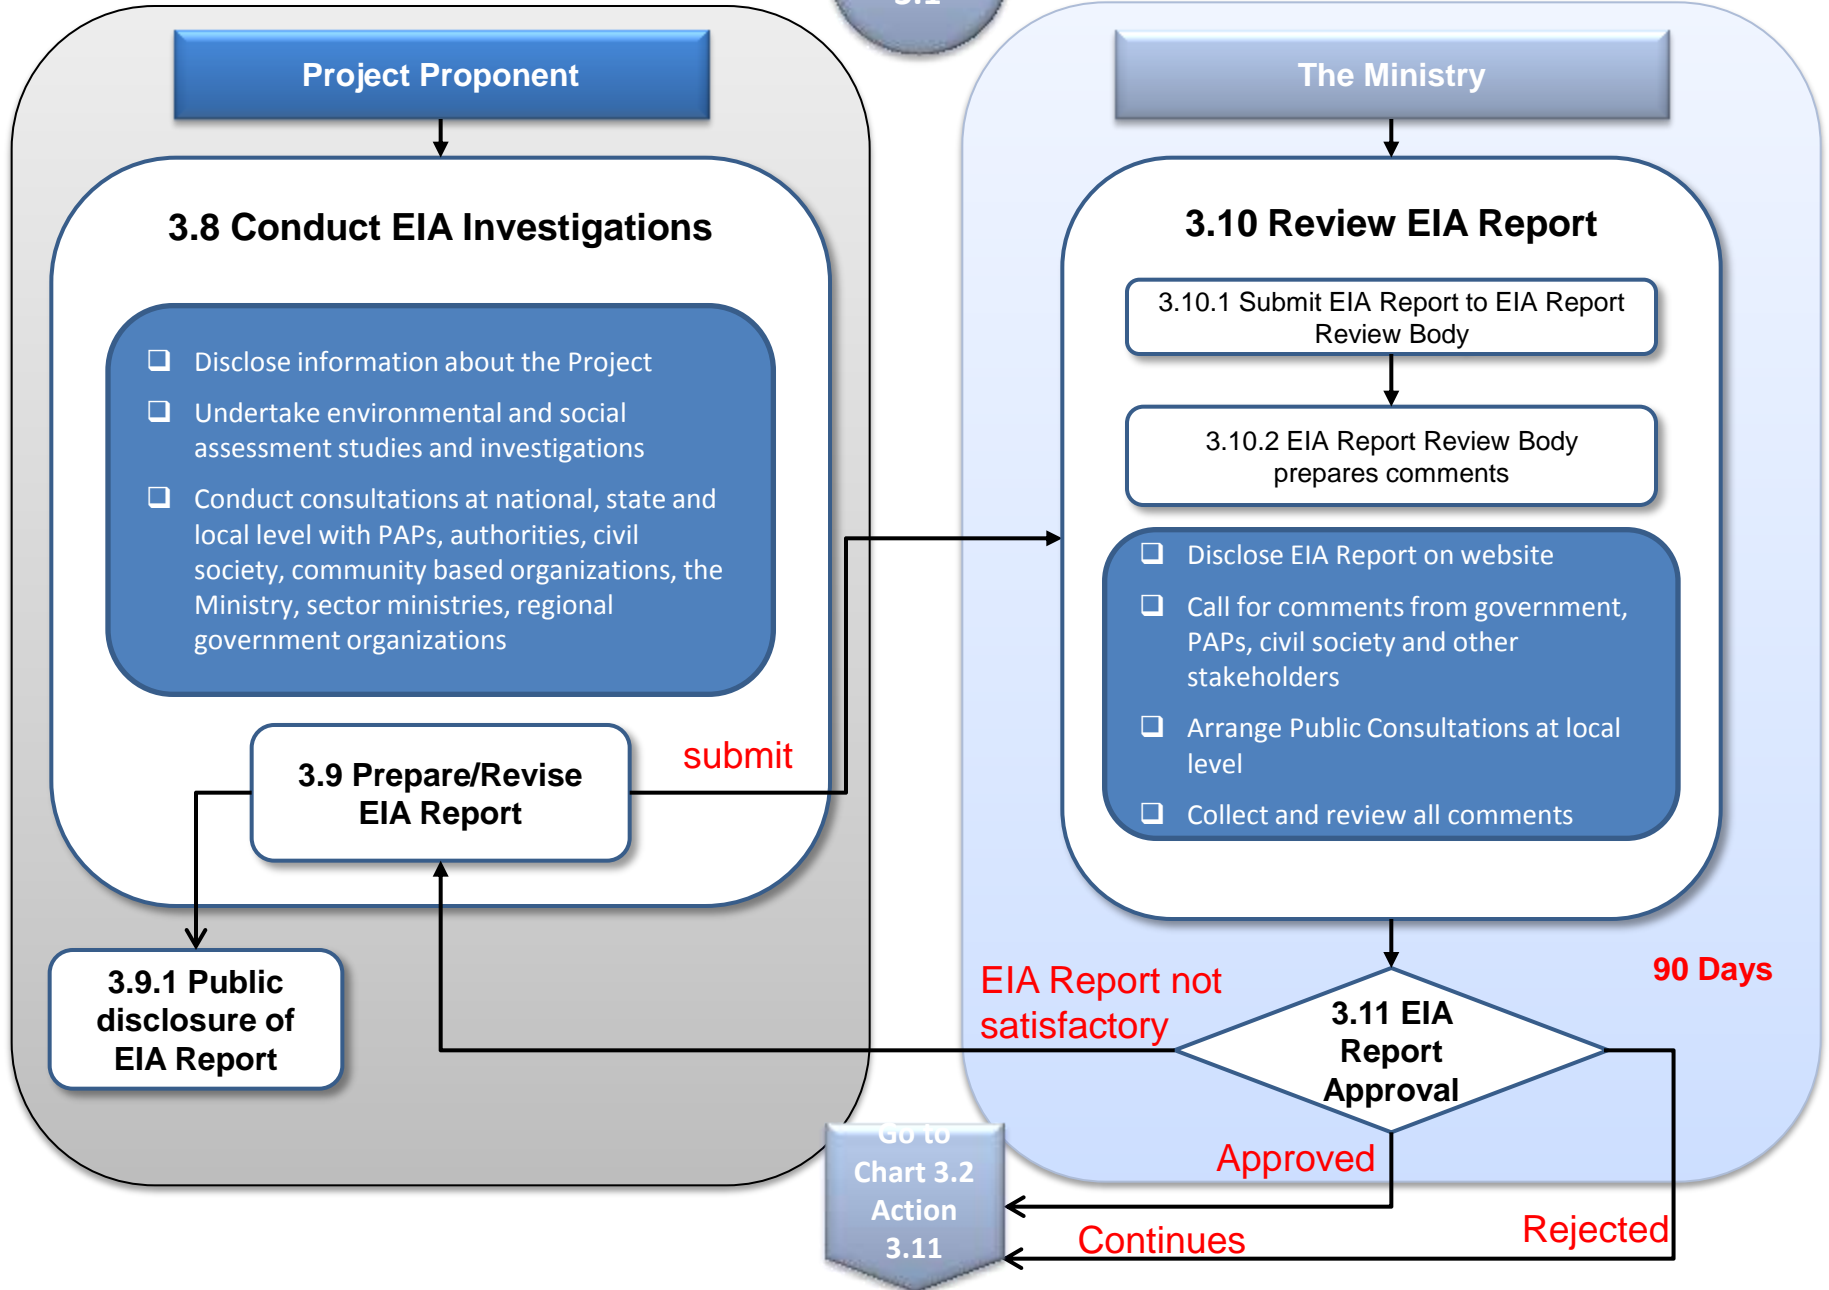 3.1
Project Proponent
3.8 Conduct EIA Investigations
❑ Disclose information about the Project
❑ Undertake environmental and social
assessment studies and investigations
❑ Conduct consultations at national, state and
local level with PAPs, authorities, civil
society, community based organizations, the
Ministry, sector ministries, regional
government organizations
submit
3.9 Prepare/Revise
EIA Report
3.9.1 Public
disclosure of
EIA Report
The Ministry
3.10 Review EIA Report
3.10.1 Submit EIA Report to EIA Report
Review Body
3.10.2 EIA Report Review Body
prepares comments
❑ Disclose EIA Report on website
❑ Call for comments from government,
PAPs, civil society and other
stakeholders
❑ Arrange Public Consultations at local
level
❑ Collect and review all comments
90 Days
EIA Report not
satisfactory
3.11 EIA
Report
Approval
Approved
Rejected
Continues
Go to
Chart 3.2
Action
3.11